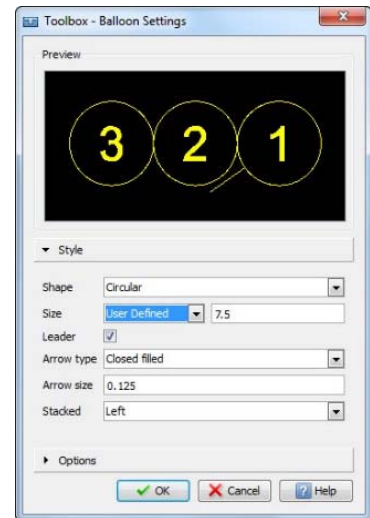 Toolbox - Balloon Settings
Preview
3 2 1
Style
Shape Circular
Size User Defined 7.5
Leader
Arrow type Closed filled
Arrow size 0.125
Stacked Left
Options
OK Cancel Help